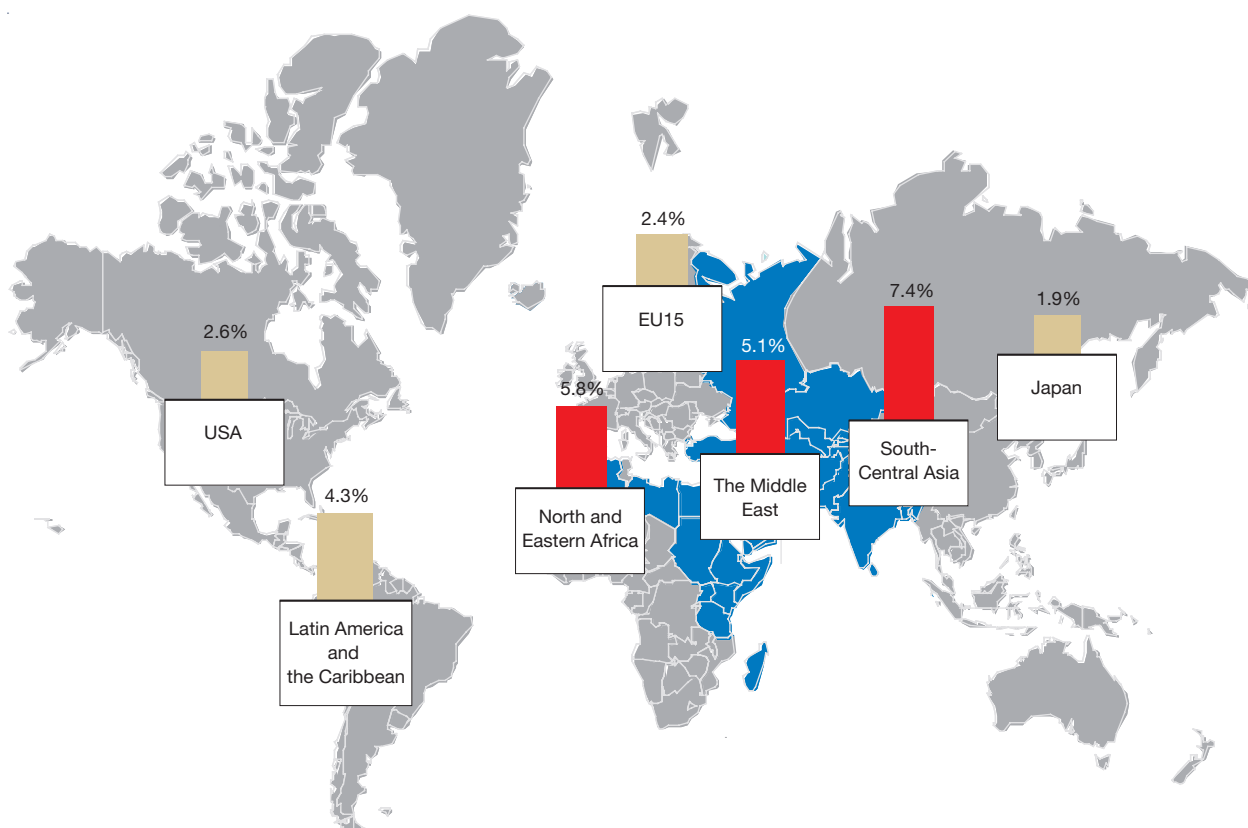 2.4%
EU15
7.4%
South-
Central Asia
1.9%
Japan
2.6%
USA
5.1%
The Middle
East
5.8%
North and
Eastern Africa
4.3%
Latin America
and
the Caribbean